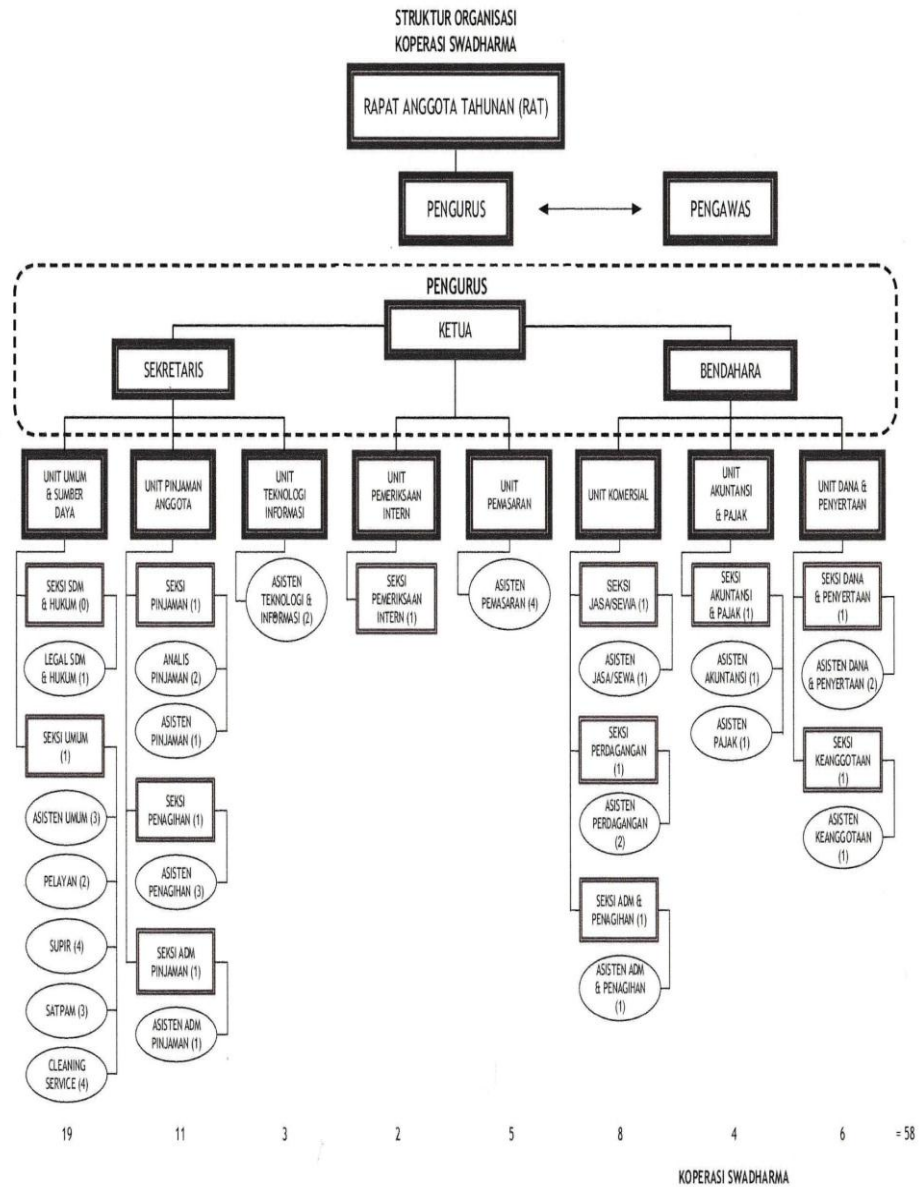 STRUKTUR ORGANISASI
KOPERASI SWADHARMA
RAPAT ANGGOTA TAHUNAN (RAT)
PENGURUS
PENGAWAS
PENGURUS
KETUA
SEKRETARIS
BENDAHARA
UNIT UMUM
& SUMBER
DAYA
UNIT PINJAMAN
ANGGOTA
UNIT
TEKNOLOGI
INFORMASI
UNIT
PEMERIKSAAN
INTERN
UNIT
PEMASARAN
UNIT KOMERSIAL
UNIT
AKUNTANSI
& PAJAK
UNIT DANA &
PENYERTAAN
SEKSI SDM
& HUKUM (0)
LEGAL SDM
& HUKUM (1)
SEKSI UMUM
(1)
ASISTEN UMUM (3)
PELAYAN (2)
SUPIR (4)
SATPAM (3)
CLEANING
SERVICE (4)
SEKSI
PINJAMAN (1)
ANALIS
PINJAMAN (2)
ASISTEN
PINJAMAN (1)
SEKSI
PENAGIHAN (1)
ASISTEN
PENAGIHAN (3)
SEKSI ADM
PINJAMAN (1)
ASISTEN ADM
PINJAMAN (1)
ASISTEN
TEKNOLOGI &
INFORMASI (2)
SEKSI
PEMERIKSAAN
INTERN (1)
ASISTEN
PEMASARAN (4)
SEKSI
JASA/SEWA (1)
ASISTEN
JASA/SEWA (1)
SEKSI
PERDAGANGAN
(1)
ASISTEN
PERDAGANGAN
(2)
SEKSI ADM &
PENAGIHAN (1)
ASISTEN ADM
& PENAGIHAN
(1)
SEKSI
AKUNTANSI
& PAJAK (1)
ASISTEN
AKUNTANSI (1)
ASISTEN
PAJAK (1)
SEKSI DANA
& PENYERTAAN
(1)
ASISTEN DANA
& PENYERTAAN (2)
SEKSI
KEANGGOTAAN
(1)
ASISTEN
KEANGGOTAAN
(1)
19 11 3 2 5 8 4 6 = 58
KOPERASI SWADHARMA